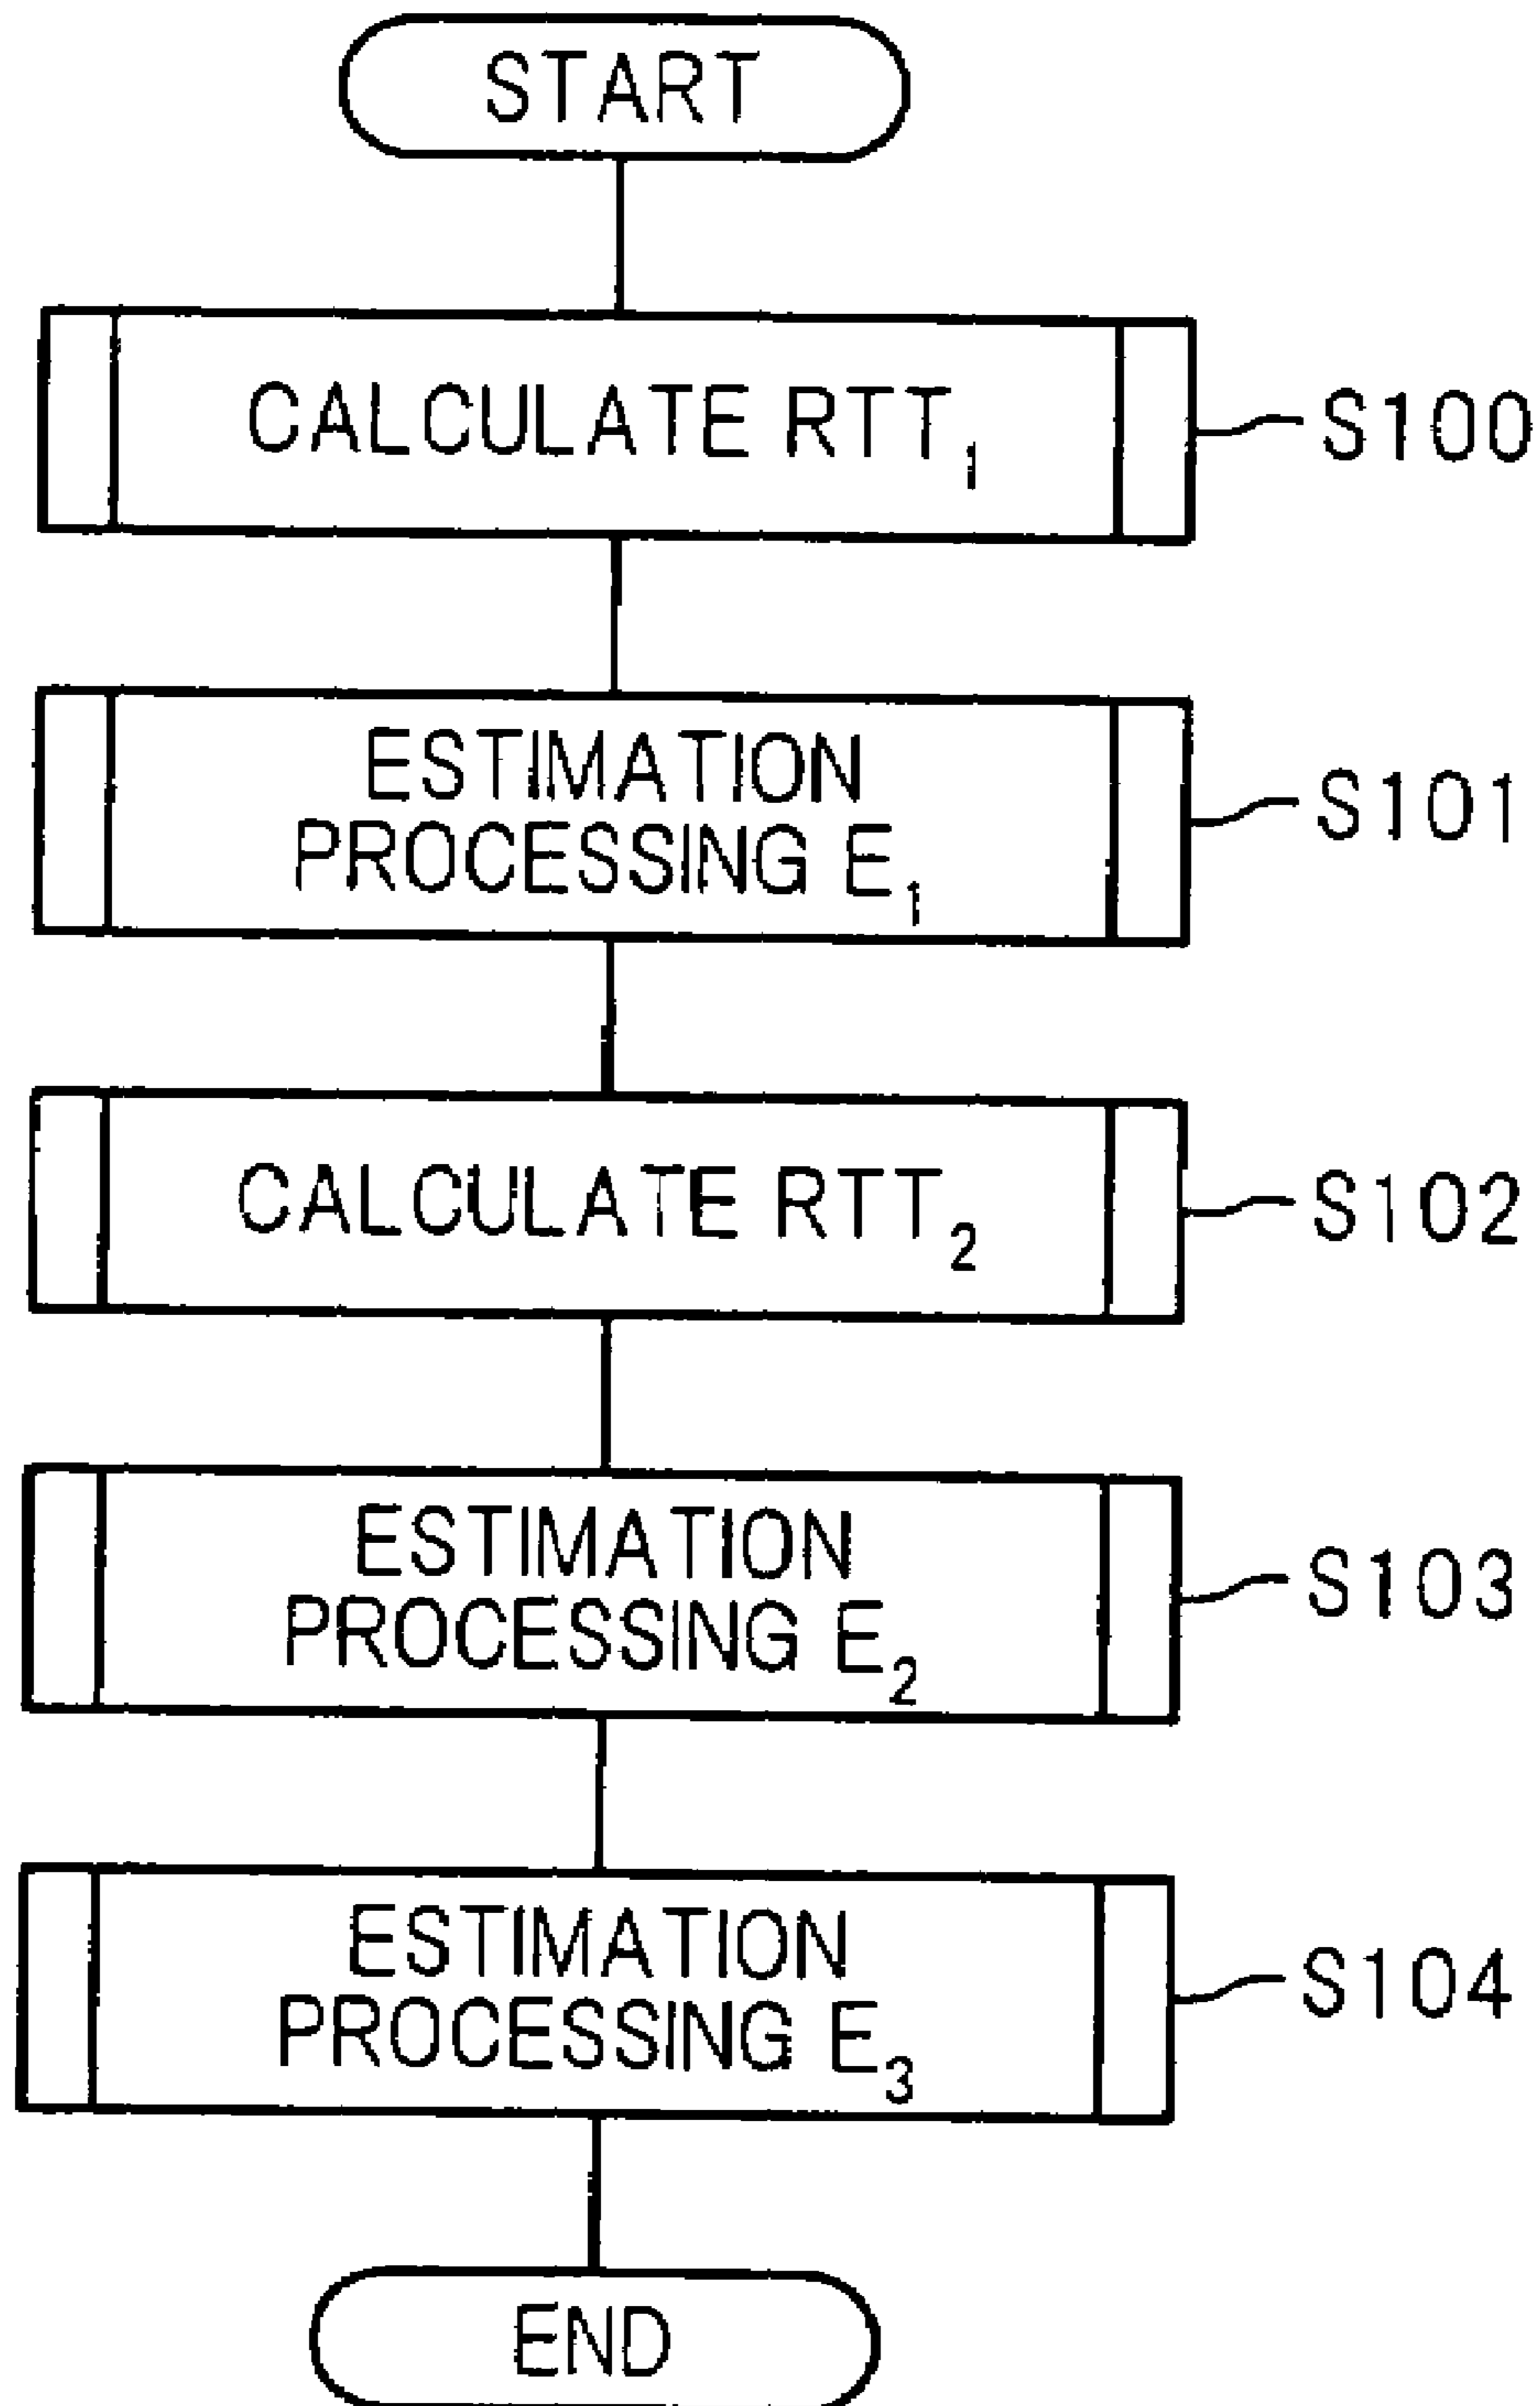 START
CALCULATE RTT₁ S100
ESTIMATION
PROCESSING E₁ S101
CALCULATE RTT₂ S102
ESTIMATION
PROCESSING E₂ S103
ESTIMATION
PROCESSING E₃ S104
END